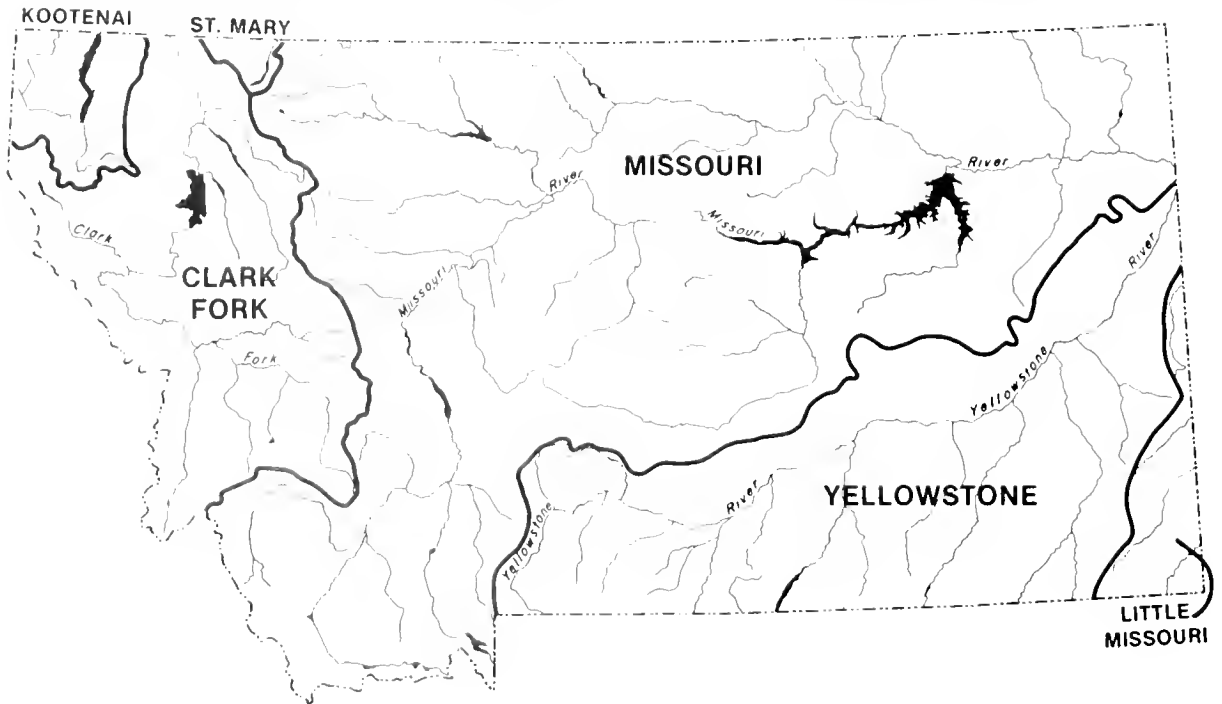 KOOTENAI
ST. MARY
MISSOURI
River
River
Missouri
Clark
River
CLARK
FORK
Missouri
Fork
Yellowstone
YELLOWSTONE
River
Yellowstone
LITTLE
MISSOURI